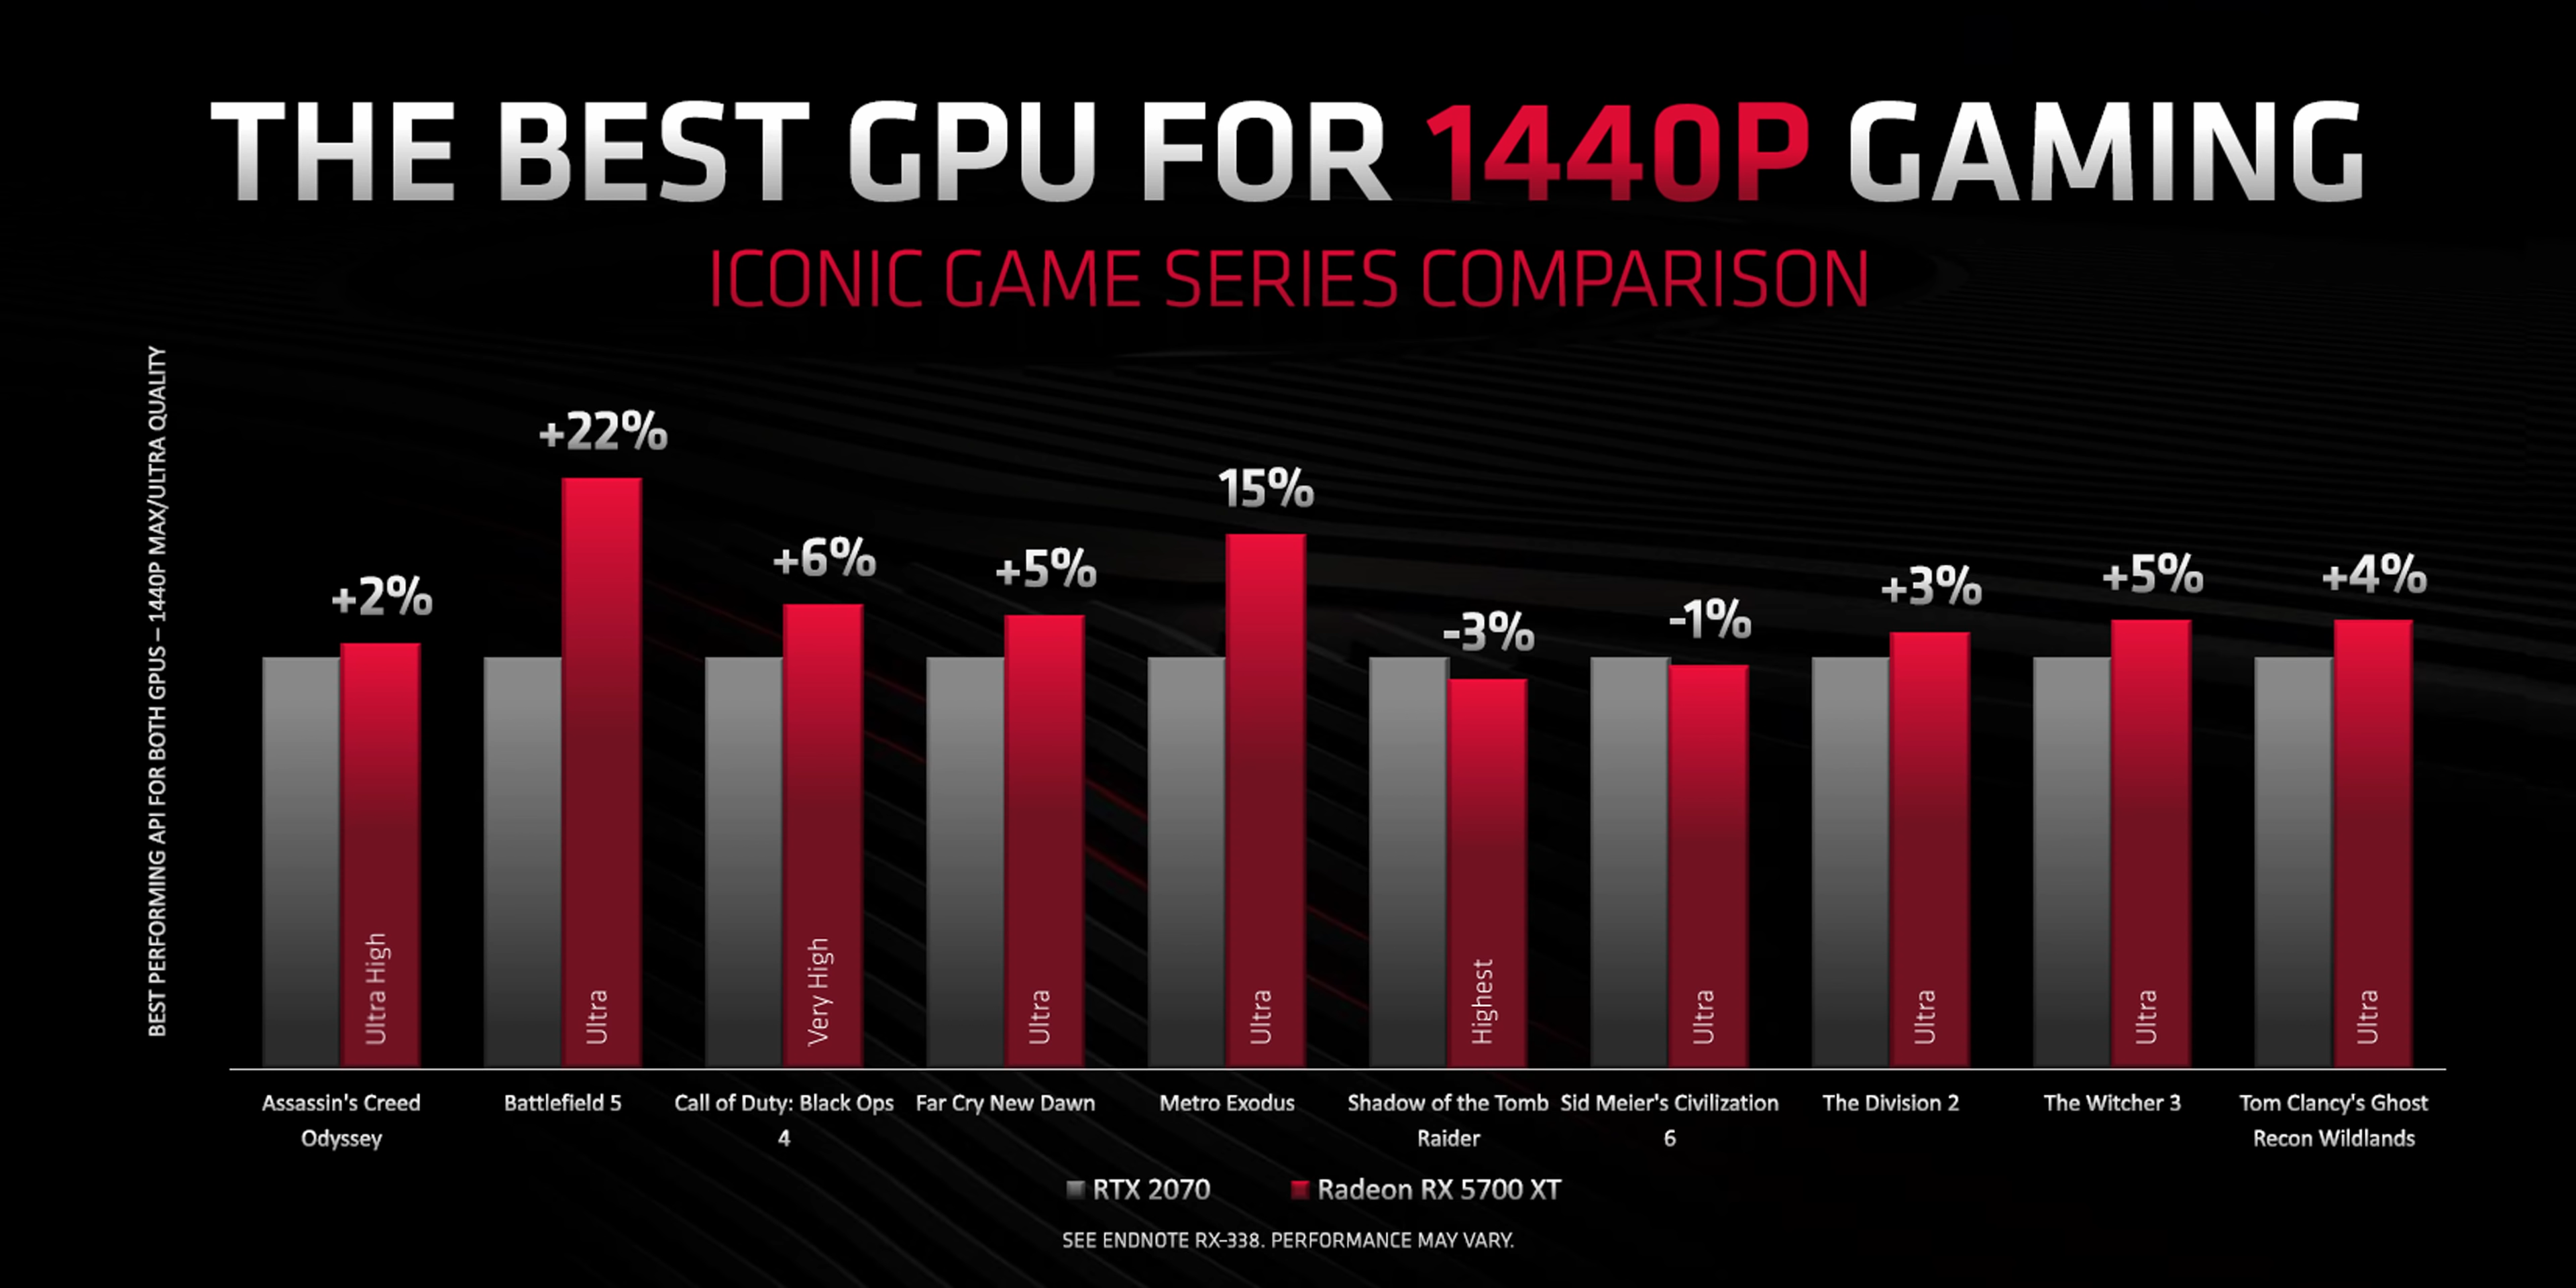 THE BEST GPU FOR 1440P GAMING
ICONIC GAME SERIES COMPARISON
BEST PERFORMING API FOR BOTH GPUS – 1440P MAX/ULTRA QUALITY
+2%
+22%
+6%
+5%
15%
-3%
-1%
+3%
+5%
+4%
Ultra High
Ultra
Very High
Ultra
Ultra
Highest
Ultra
Ultra
Ultra
Ultra
Assassin's Creed
Odyssey
Battlefield 5
Call of Duty: Black Ops
4
Far Cry New Dawn
Metro Exodus
Shadow of the Tomb
Raider
Sid Meier's Civilization
6
The Division 2
The Witcher 3
Tom Clancy's Ghost
Recon Wildlands
RTX 2070
Radeon RX 5700 XT
SEE ENDNOTE RX-338. PERFORMANCE MAY VARY.